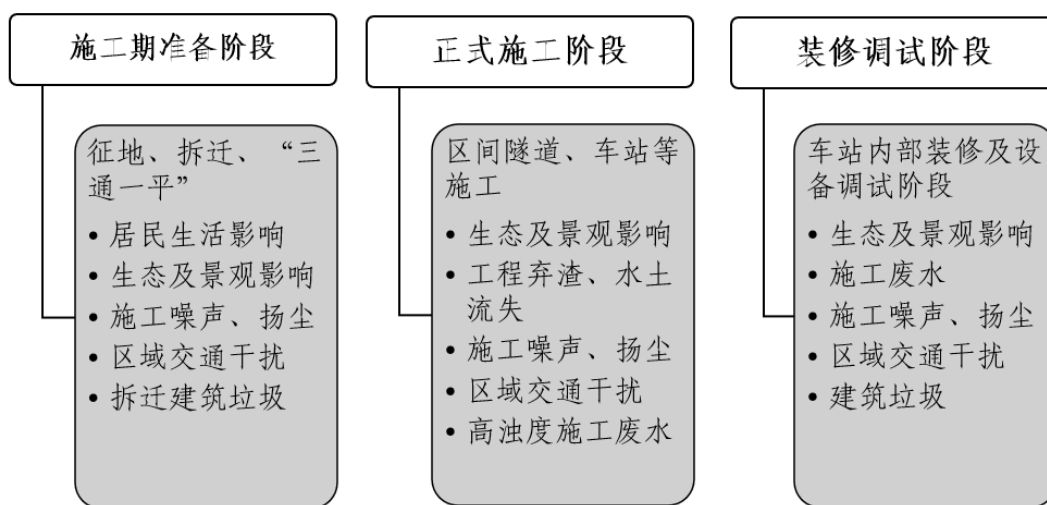 施工期准备阶段
征地、拆迁、“三
通一平”
• 居民生活影响
• 生态及景观影响
• 施工噪声、扬尘
• 区域交通干扰
• 拆迁建筑垃圾
正式施工阶段
区间隧道、车站等
施工
• 生态及景观影响
• 工程弃渣、水土
流失
• 施工噪声、扬尘
• 区域交通干扰
• 高浊度施工废水
装修调试阶段
车站内部装修及设
备调试阶段
• 生态及景观影响
• 施工废水
• 施工噪声、扬尘
• 区域交通干扰
• 建筑垃圾